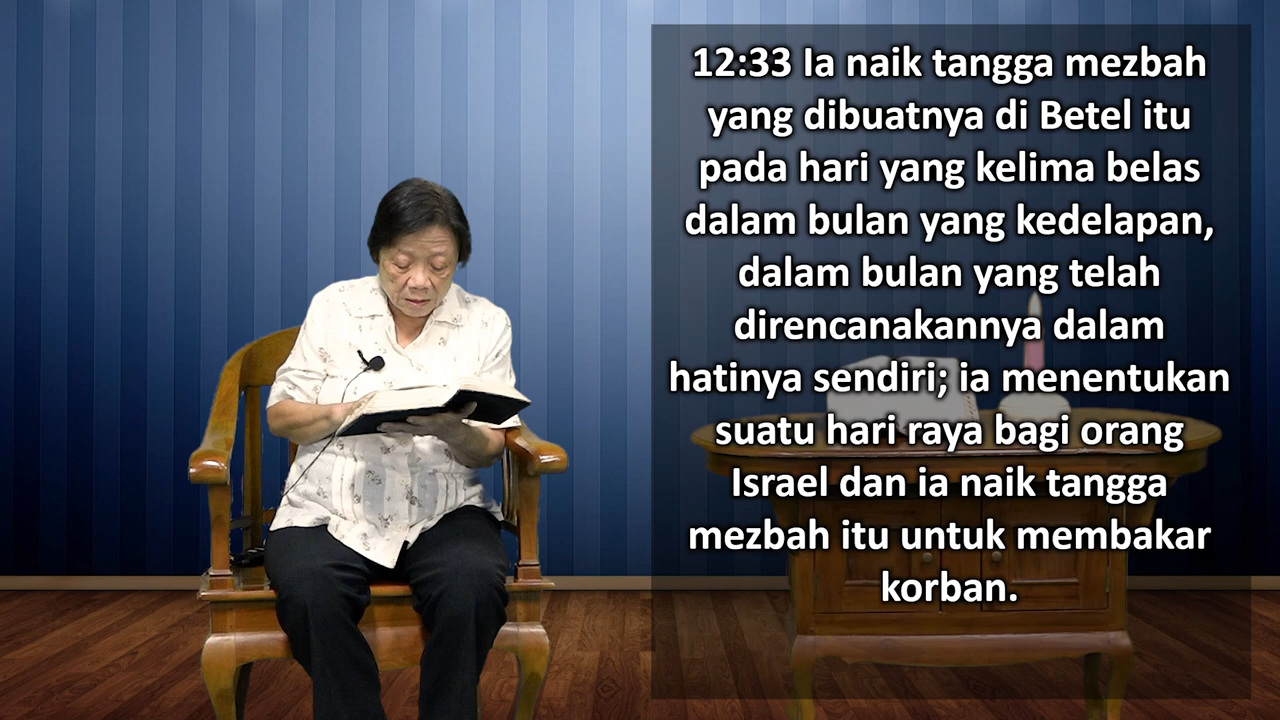 12:33 Ia naik tangga mezbah
yang dibuatnya di Betel itu
pada hari yang kelima belas
dalam bulan yang kedelapan,
dalam bulan yang telah
direncanakannya dalam
hatinya sendiri; ia menentukan
suatu hari raya bagi orang
Israel dan ia naik tangga
mezbah itu untuk membakar
korban.